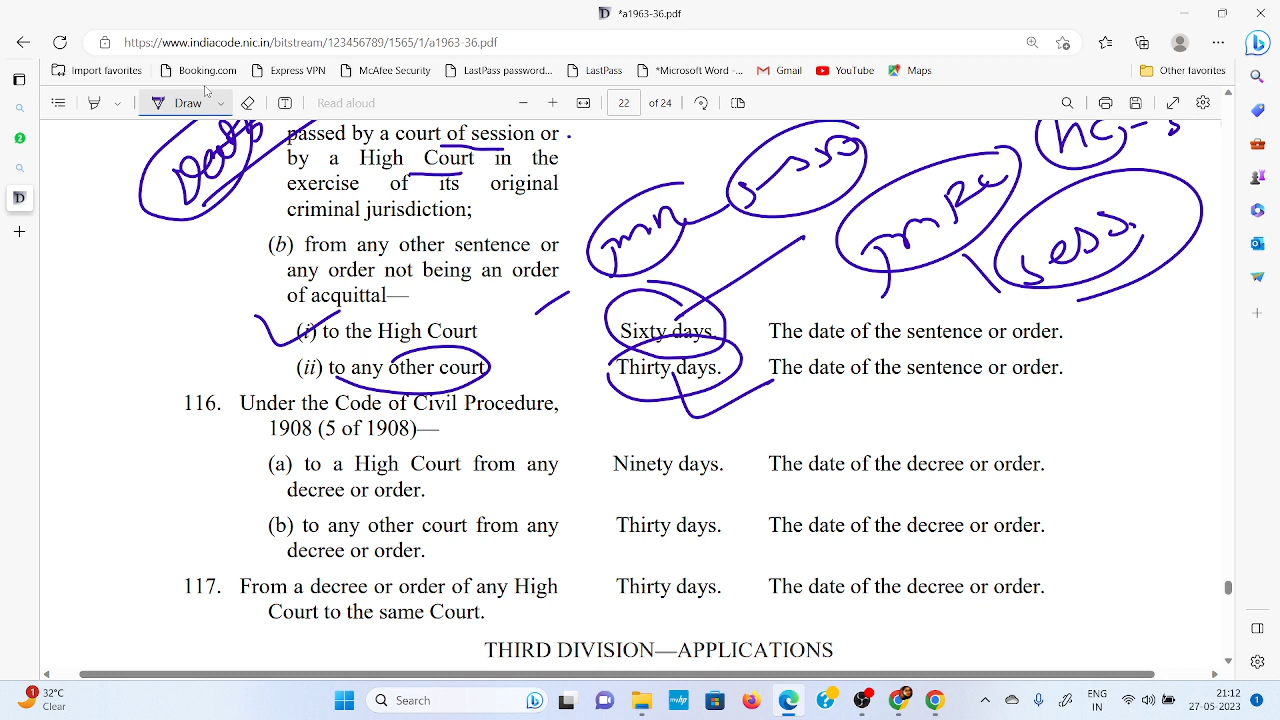 *a1963-36.pdf
https://www.indiacode.nic.in/bitstream/123456789/1565/1/a1963-36.pdf
Import favorites
Booking.com
Express VPN
McAfee Security
LastPass password...
LastPass
*Microsoft Word -...
Gmail
YouTube
Maps
Other favorites
Draw
Read aloud
22
of 24
passed by a court of session or
by a High Court in the
exercise of its original
criminal jurisdiction;
(b) from any other sentence or
any order not being an order
of acquittal—
(i) to the High Court Sixty days. The date of the sentence or order.
(ii) to any other court Thirty days. The date of the sentence or order.
116. Under the Code of Civil Procedure,
1908 (5 of 1908)—
(a) to a High Court from any Ninety days. The date of the decree or order.
decree or order.
(b) to any other court from any Thirty days. The date of the decree or order.
decree or order.
117. From a decree or order of any High Thirty days. The date of the decree or order.
Court to the same Court.
THIRD DIVISION—APPLICATIONS
Death
HC
sess.
1
32°C
Clear
Search
ENG
IN
21:12
27-05-2023
1
2